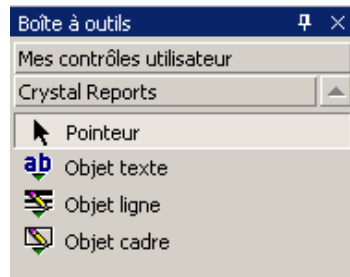 Boîte à outils
Mes contrôles utilisateur
Crystal Reports
Pointeur
ab Objet texte
Objet ligne
Objet cadre